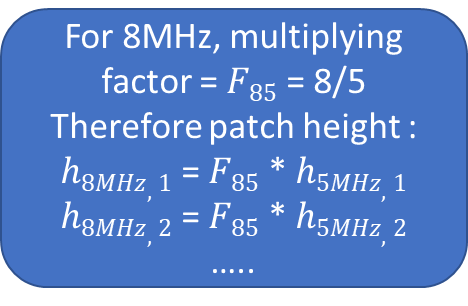 For 8MHz, multiplying
factor = F₈₅ = 8/5
Therefore patch height :
h₈MHz, 1 = F₈₅ * h₅MHz, 1
h₈MHz, 2 = F₈₅ * h₅MHz, 2
.....